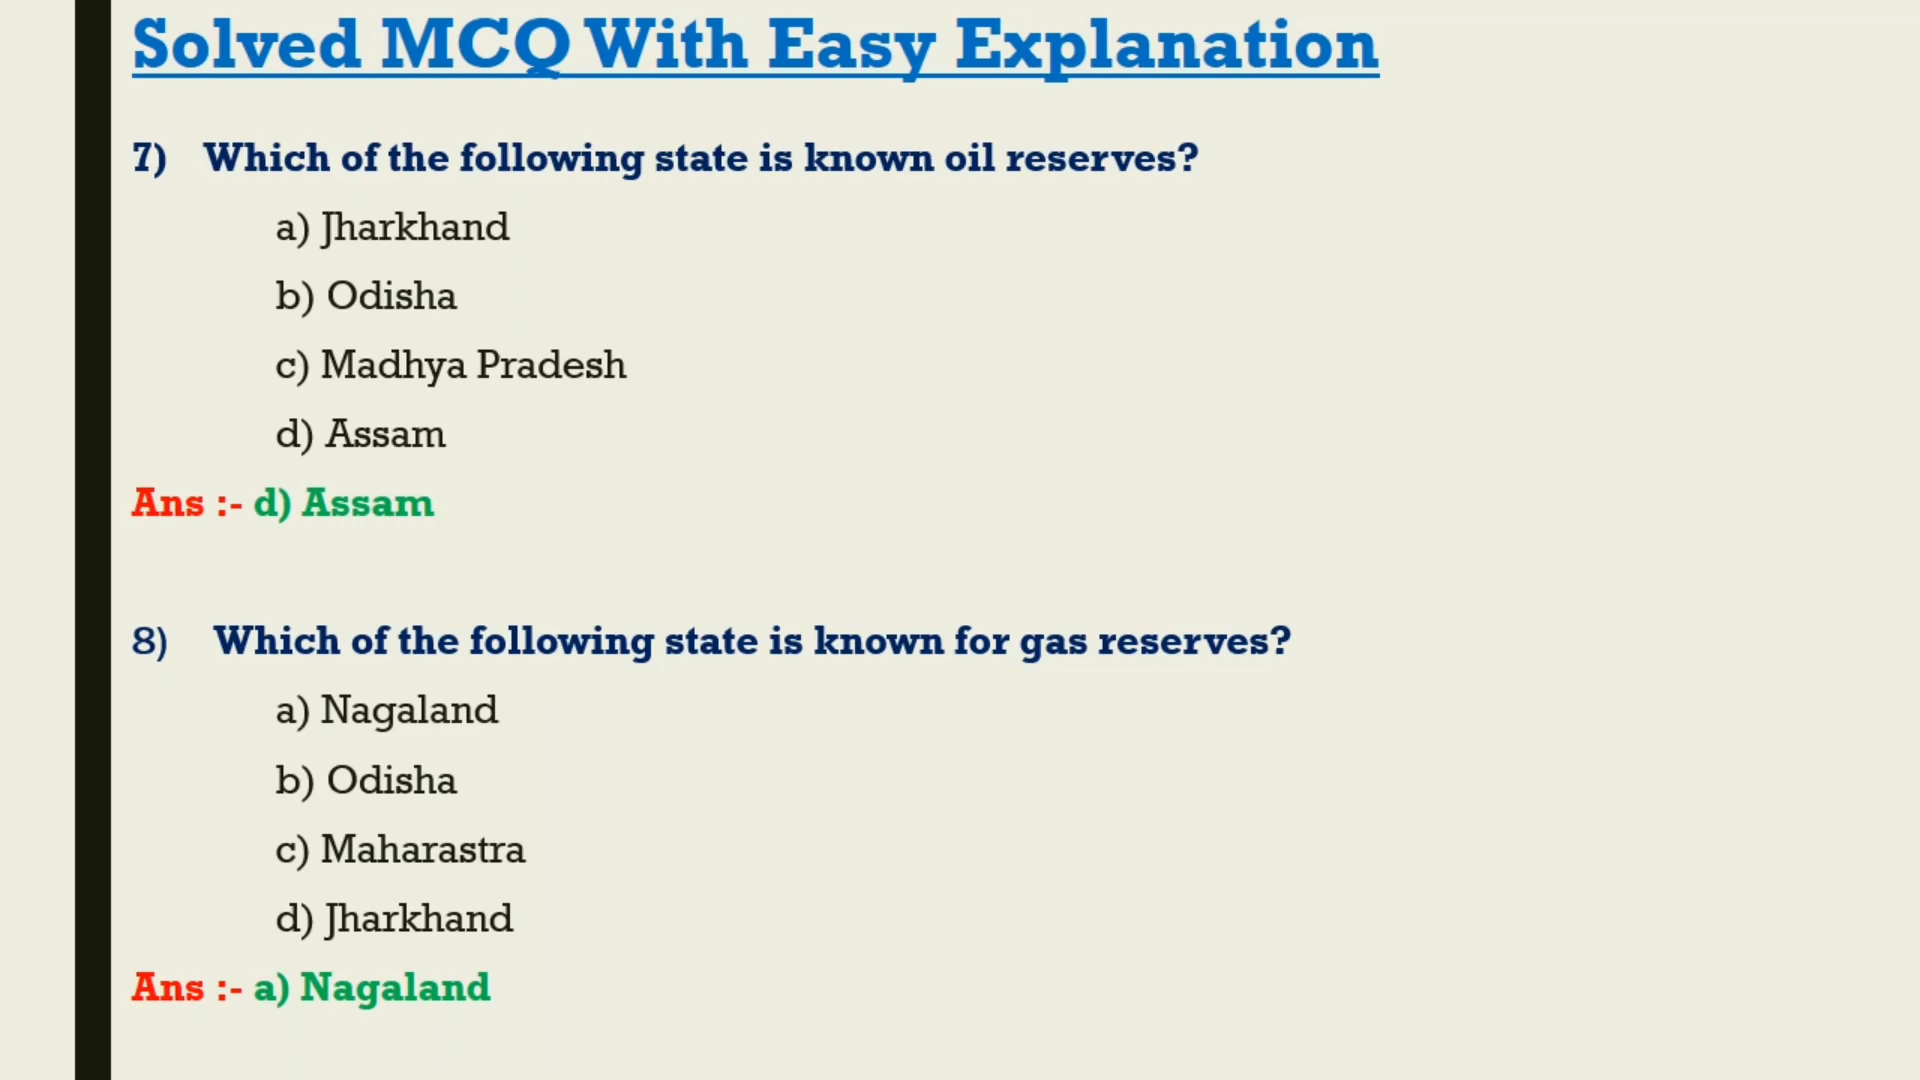 Solved MCQ With Easy Explanation
7) Which of the following state is known oil reserves?
a) Jharkhand
b) Odisha
c) Madhya Pradesh
d) Assam
Ans :- d) Assam
8) Which of the following state is known for gas reserves?
a) Nagaland
b) Odisha
c) Maharastra
d) Jharkhand
Ans :- a) Nagaland